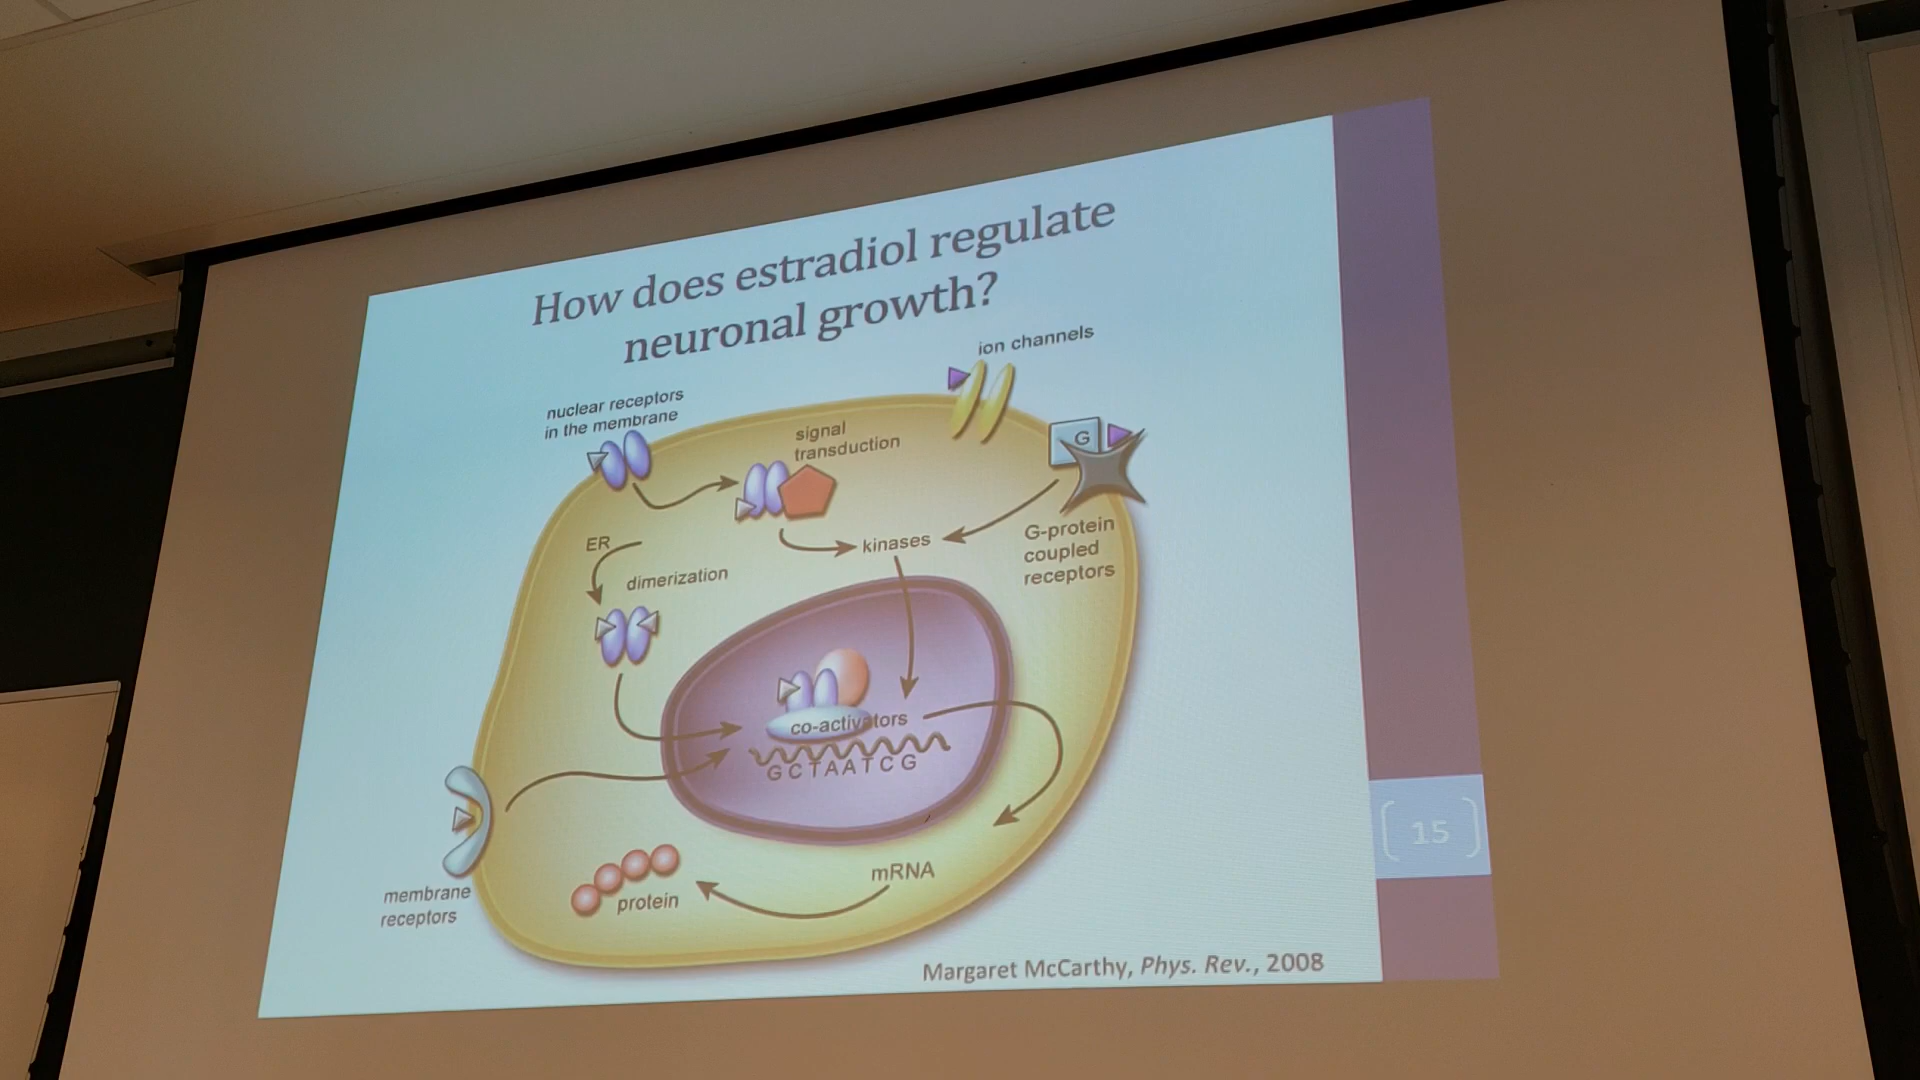 How does estradiol regulate
neuronal growth?
ion channels
nuclear receptors
in the membrane
signal
transduction
G
ER
kinases
G-protein
coupled
receptors
dimerization
co-activators
GCTAATCG
15
membrane
receptors
protein
mRNA
Margaret McCarthy, Phys. Rev., 2008